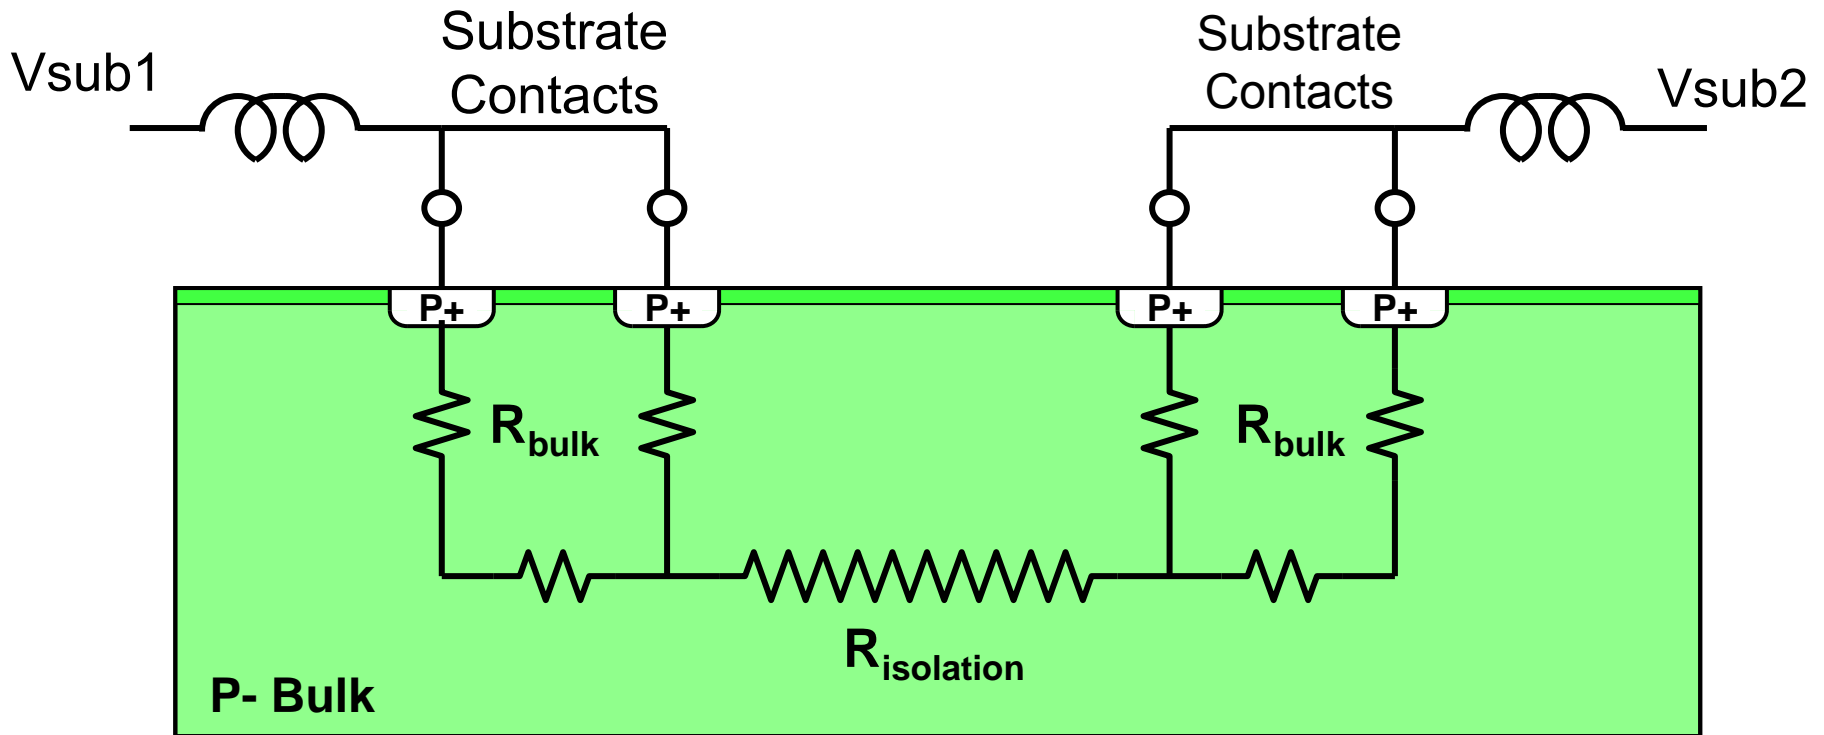 Vsub1
Substrate
Contacts
Substrate
Contacts
Vsub2
P+
P+
P+
P+
Rbulk
Rbulk
Risolation
P- Bulk